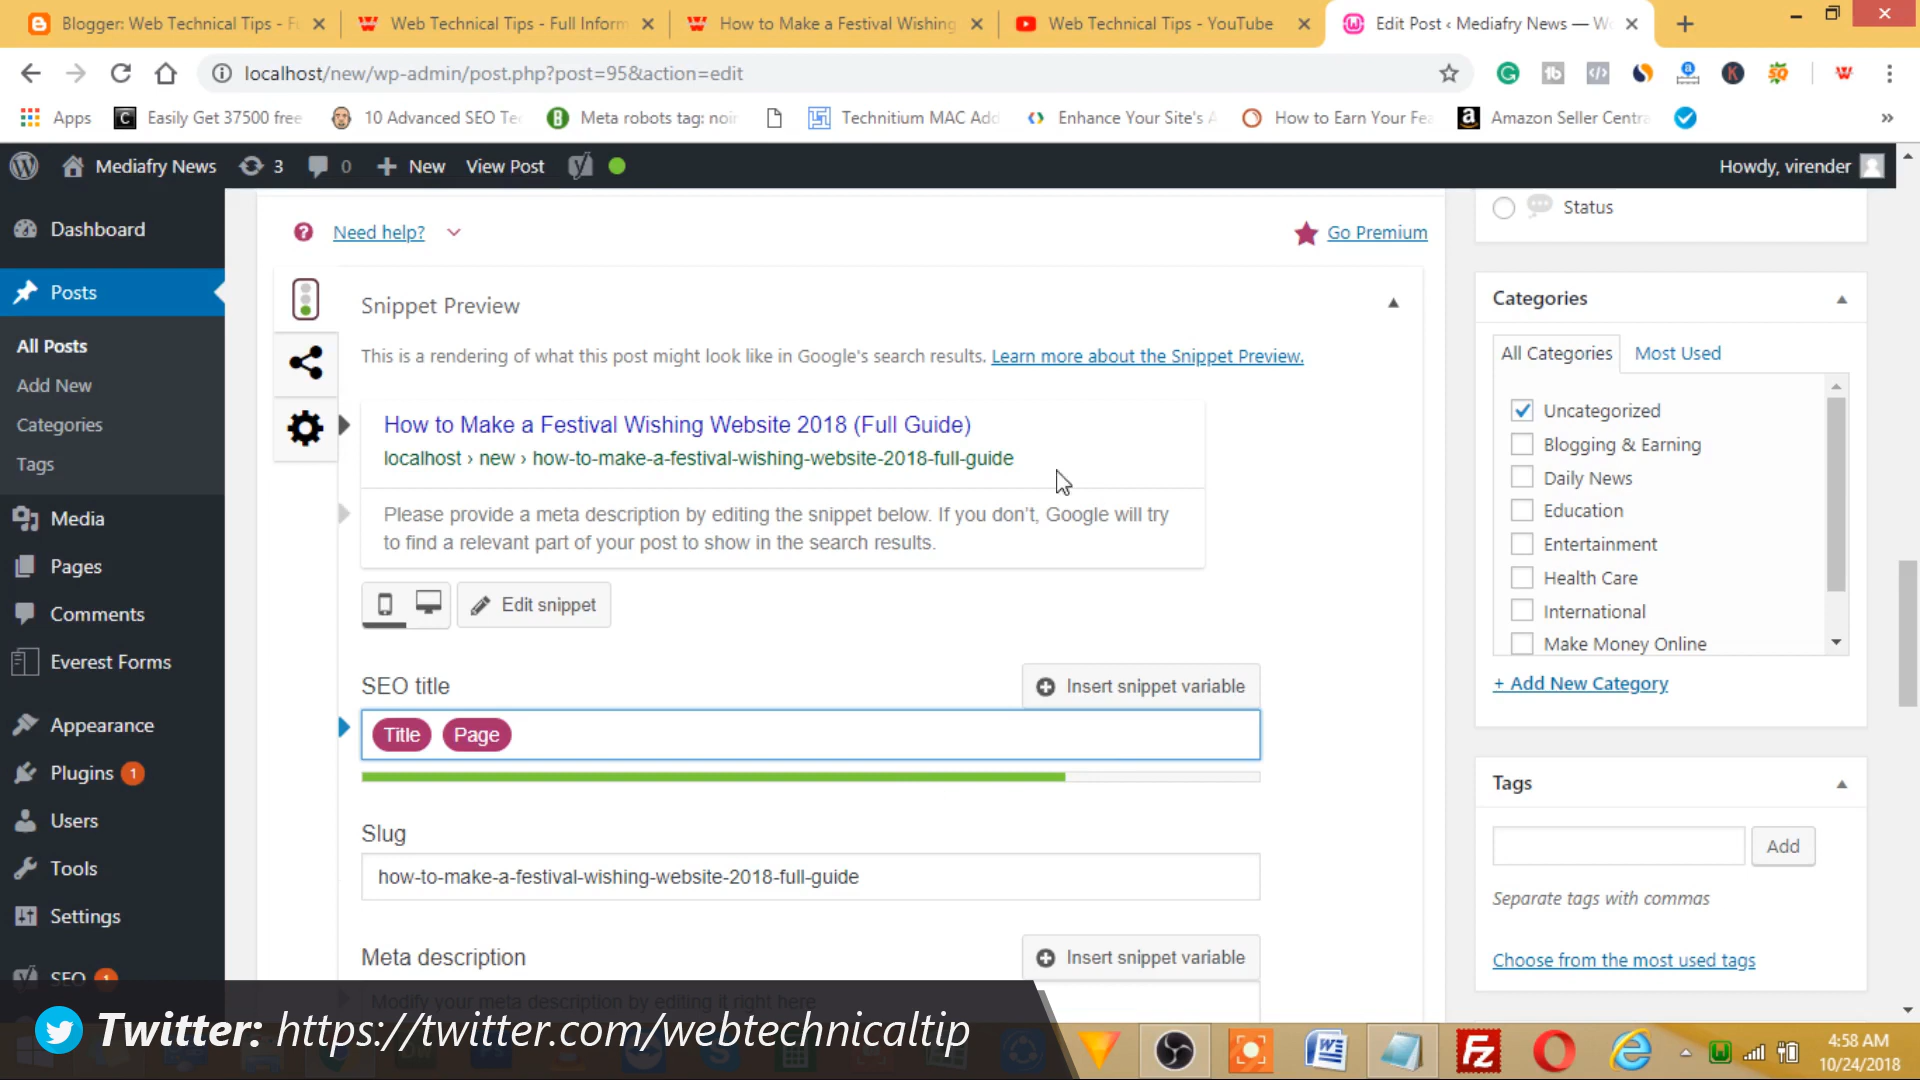 Blogger: Web Technical Tips - F
Web Technical Tips - Full Inform
How to Make a Festival Wishing
Web Technical Tips - YouTube
Edit Post ‹ Mediafry News — W
localhost/new/wp-admin/post.php?post=95&action=edit
Apps
Easily Get 37500 free
10 Advanced SEO Te
Meta robots tag: noin
Technitium MAC Add
Enhance Your Site's A
How to Earn Your Fe
Amazon Seller Centra
»
Mediafry News
3
0
New
View Post
Howdy, virender
Dashboard
Posts
All Posts
Add New
Categories
Tags
Media
Pages
Comments
Everest Forms
Appearance
Plugins 1
Users
Tools
Settings
SEO 1
Need help?
Go Premium
Snippet Preview
This is a rendering of what this post might look like in Google's search results. Learn more about the Snippet Preview.
How to Make a Festival Wishing Website 2018 (Full Guide)
localhost › new › how-to-make-a-festival-wishing-website-2018-full-guide
Please provide a meta description by editing the snippet below. If you don't, Google will try
to find a relevant part of your post to show in the search results.
Edit snippet
SEO title
Insert snippet variable
Title Page
Slug
how-to-make-a-festival-wishing-website-2018-full-guide
Meta description
Insert snippet variable
Modify your meta description by editing it right here
Status
Categories
All Categories
Most Used
Uncategorized
Blogging & Earning
Daily News
Education
Entertainment
Health Care
International
Make Money Online
+ Add New Category
Tags
Add
Separate tags with commas
Choose from the most used tags
Twitter: https://twitter.com/webtechnicaltip
4:58 AM
10/24/2018